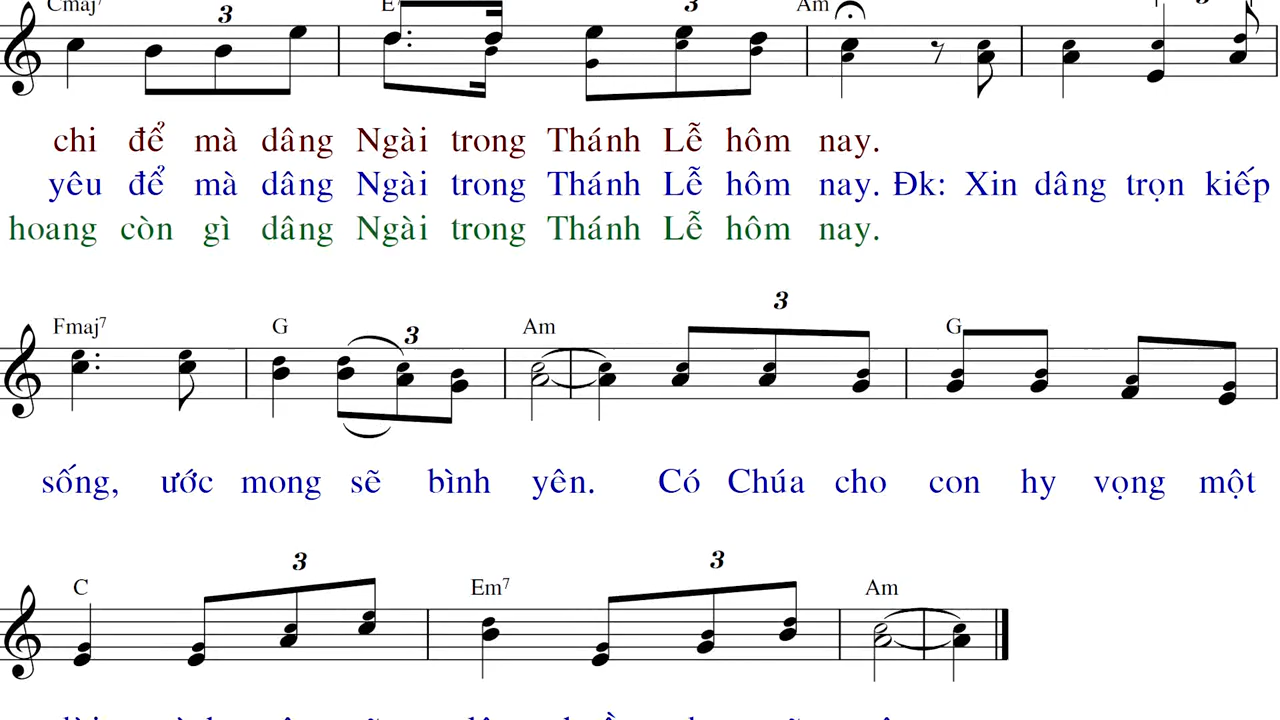 Cmaj7 E7 Am
3 3
chi để mà dâng Ngài trong Thánh Lễ hôm nay.
yêu để mà dâng Ngài trong Thánh Lễ hôm nay. Đk: Xin dâng trọn kiếp
hoang còn gì dâng Ngài trong Thánh Lễ hôm nay.
3
Fmaj7 G 3 Am G
sống, ước mong sẽ bình yên. Có Chúa cho con hy vọng một
3 3
C Em7 Am